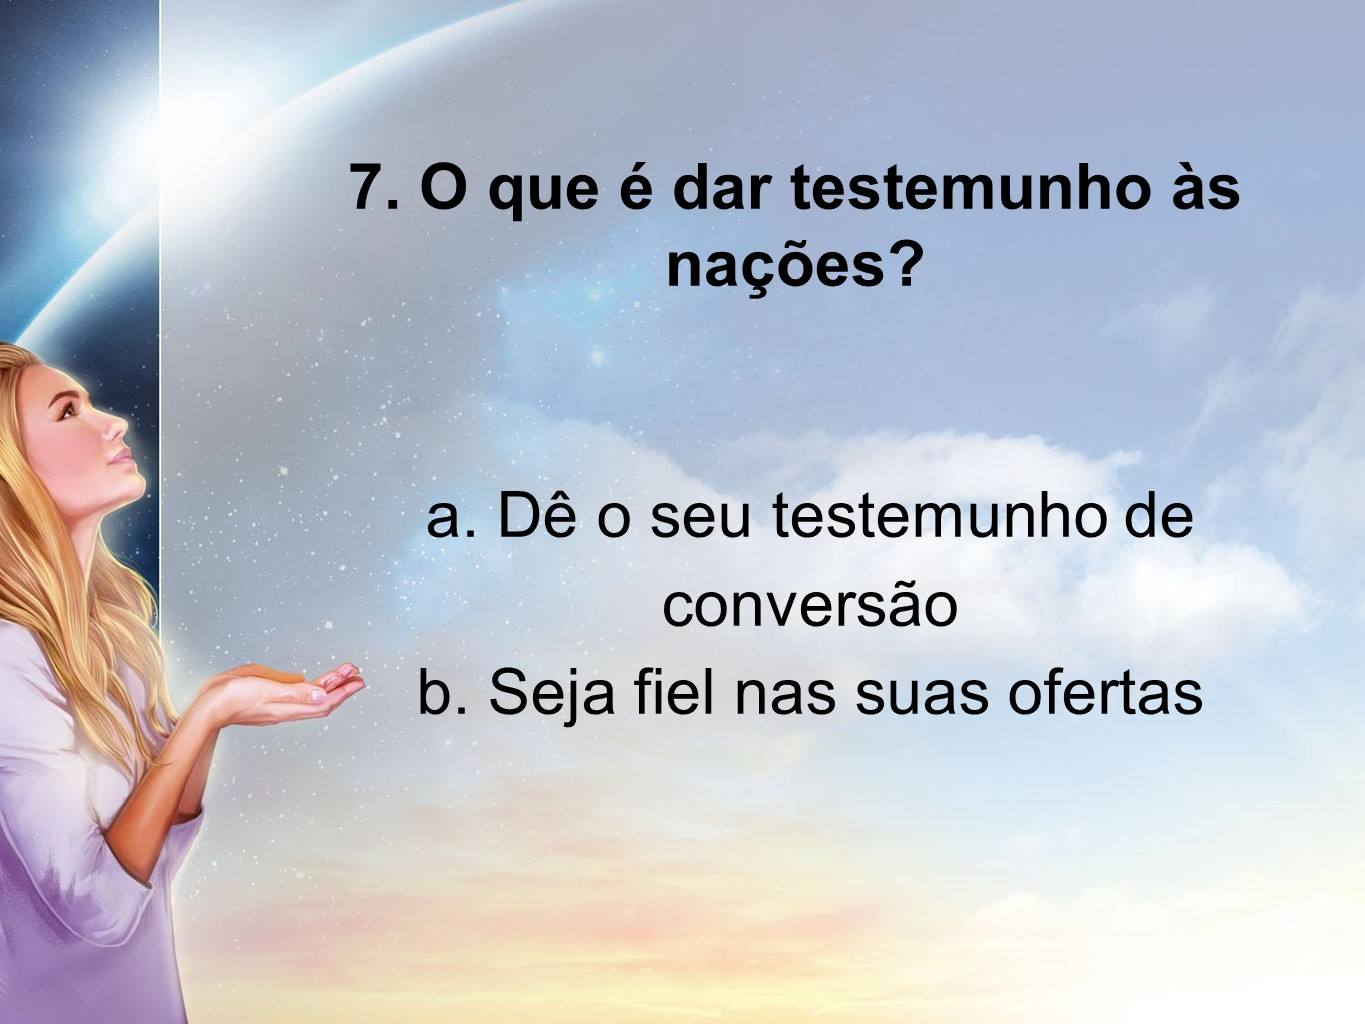 7. O que é dar testemunho às
nações?
a. Dê o seu testemunho de
conversão
b. Seja fiel nas suas ofertas